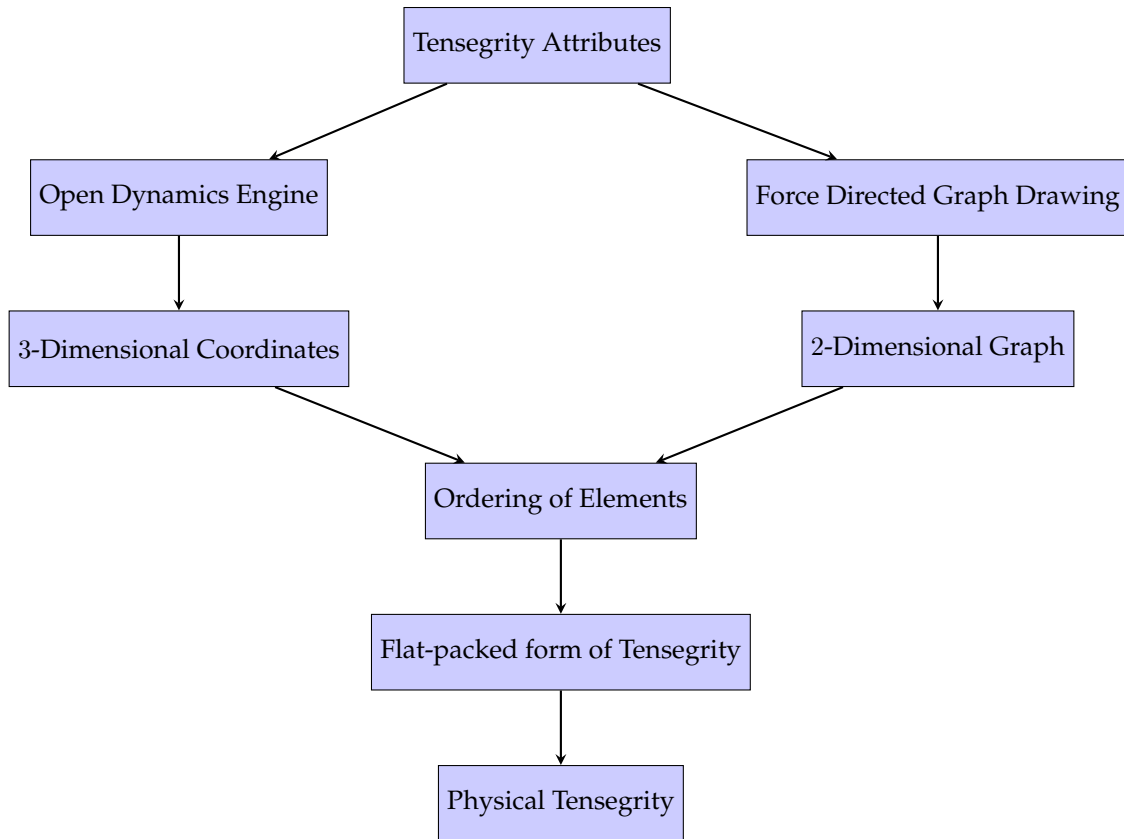 Tensegrity Attributes
Open Dynamics Engine
Force Directed Graph Drawing
3-Dimensional Coordinates
2-Dimensional Graph
Ordering of Elements
Flat-packed form of Tensegrity
Physical Tensegrity